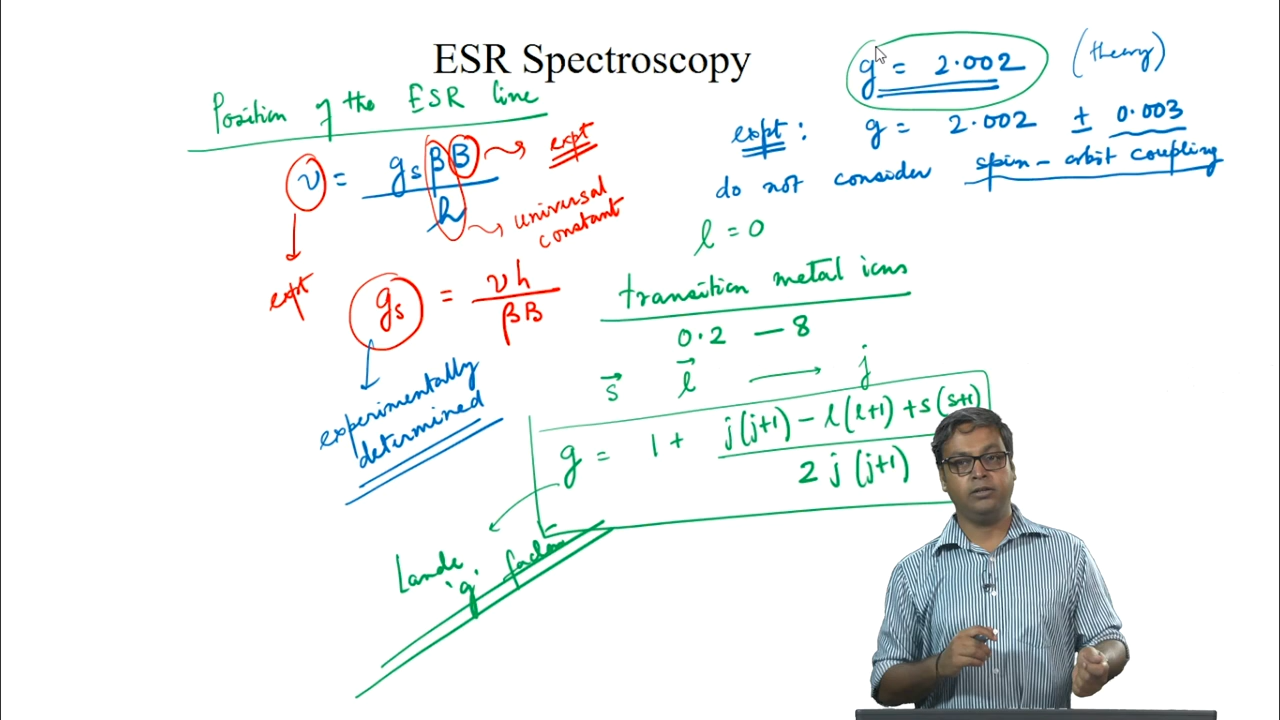 ESR Spectroscopy
Position of the ESR line
ν = gₛ β B / h
expt
universal constant
expt
gₛ = νh / βB
experimentally
determined
g = 2.002 (theory)
expt : g = 2.002 ± 0.003
do not consider spin-orbit coupling
l = 0
transition metal ions
0.2 — 8
s⃗ l⃗ ⟶ j
g = 1 + j(j+1) - l(l+1) + s(s+1) / 2 j (j+1)
Lande 'g' factor